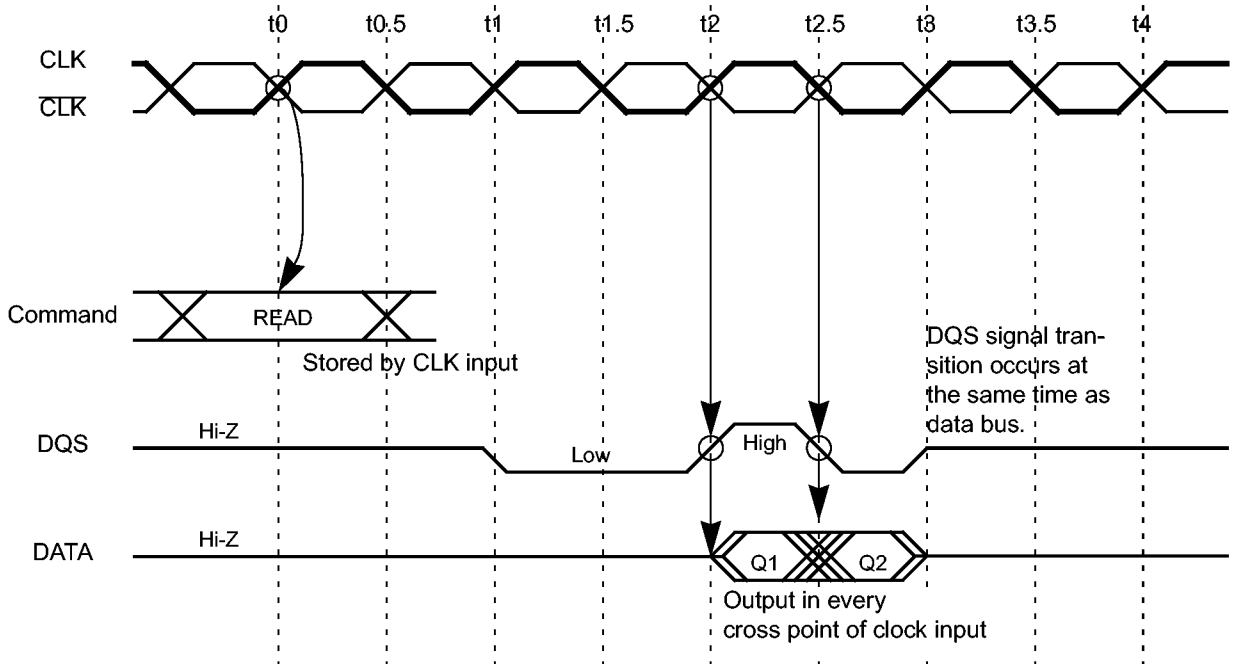 t0 t0.5 t1 t1.5 t2 t2.5 t3 t3.5 t4
CLK
CLK
Command
READ
Stored by CLK input
DQS signal tran-
sition occurs at
the same time as
data bus.
DQS
Hi-Z
Low
High
DATA
Hi-Z
Q1
Q2
Output in every
cross point of clock input